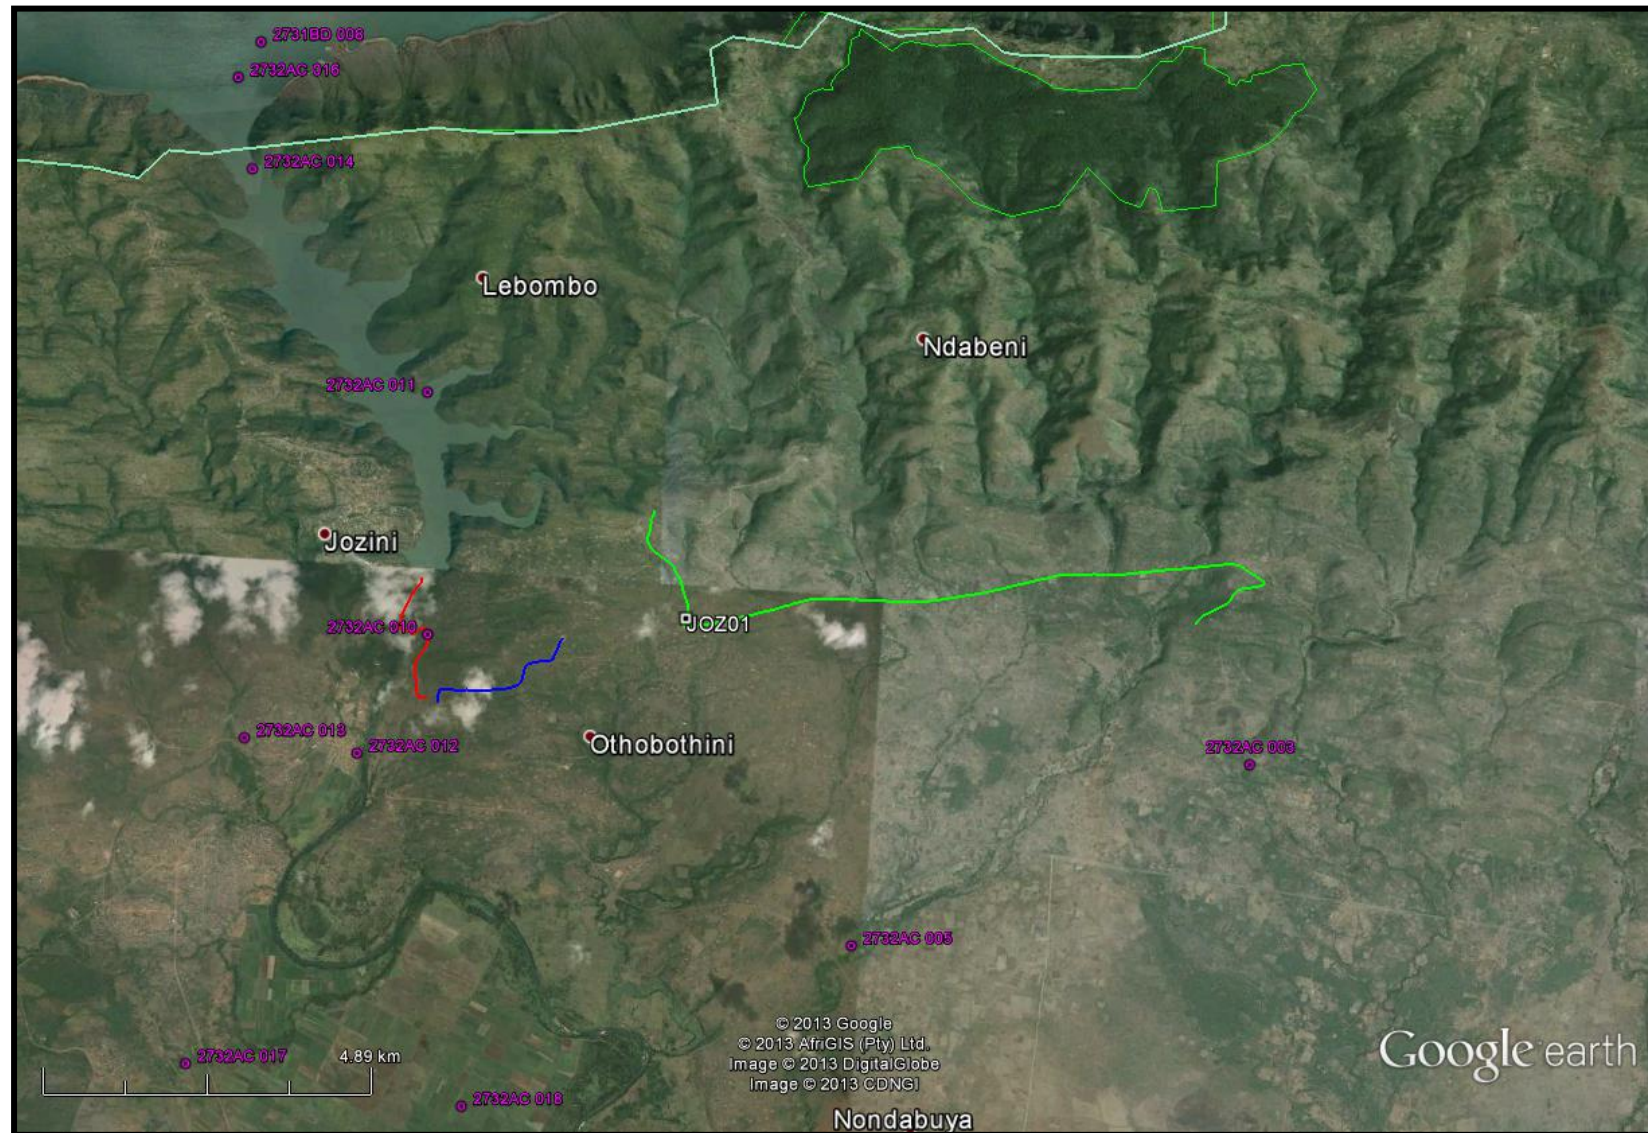 2731BD 008
2732AC 016
2732AC 014
Lebombo
Ndabeni
2732AC 011
Jozini
JOZ01
2732AC 010
2732AC 013
2732AC 012
Othobothini
2732AC 003
2732AC 005
© 2013 Google
© 2013 AfriGIS (Pty) Ltd.
Image © 2013 DigitalGlobe
Image © 2013 CDNGI
Google earth
2732AC 017
4.89 km
2732AC 018
Nondabuya